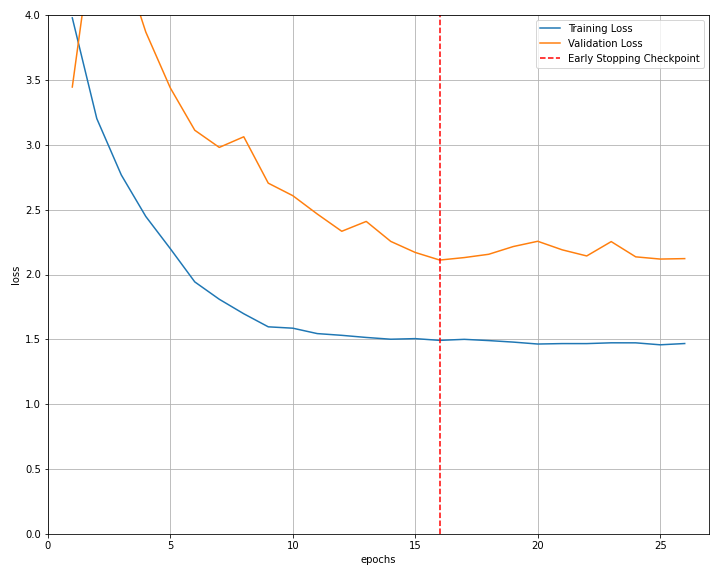 4.0
3.5
3.0
2.5
2.0
1.5
1.0
0.5
0.0
loss
Training Loss
Validation Loss
Early Stopping Checkpoint
0 5 10 15 20 25
epochs